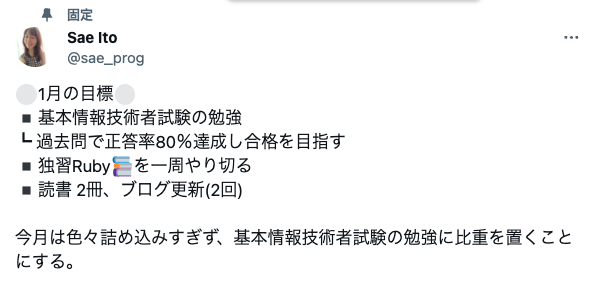 固定
Sae Ito
@sae_prog
⚪1月の目標⚪
▪️基本情報技術者試験の勉強
┗ 過去問で正答率80%達成し合格を目指す
▪️独習Ruby📚を一周やり切る
▪️読書 2冊、ブログ更新(2回)
今月は色々詰め込みすぎず、基本情報技術者試験の勉強に比重を置くこと
にする。